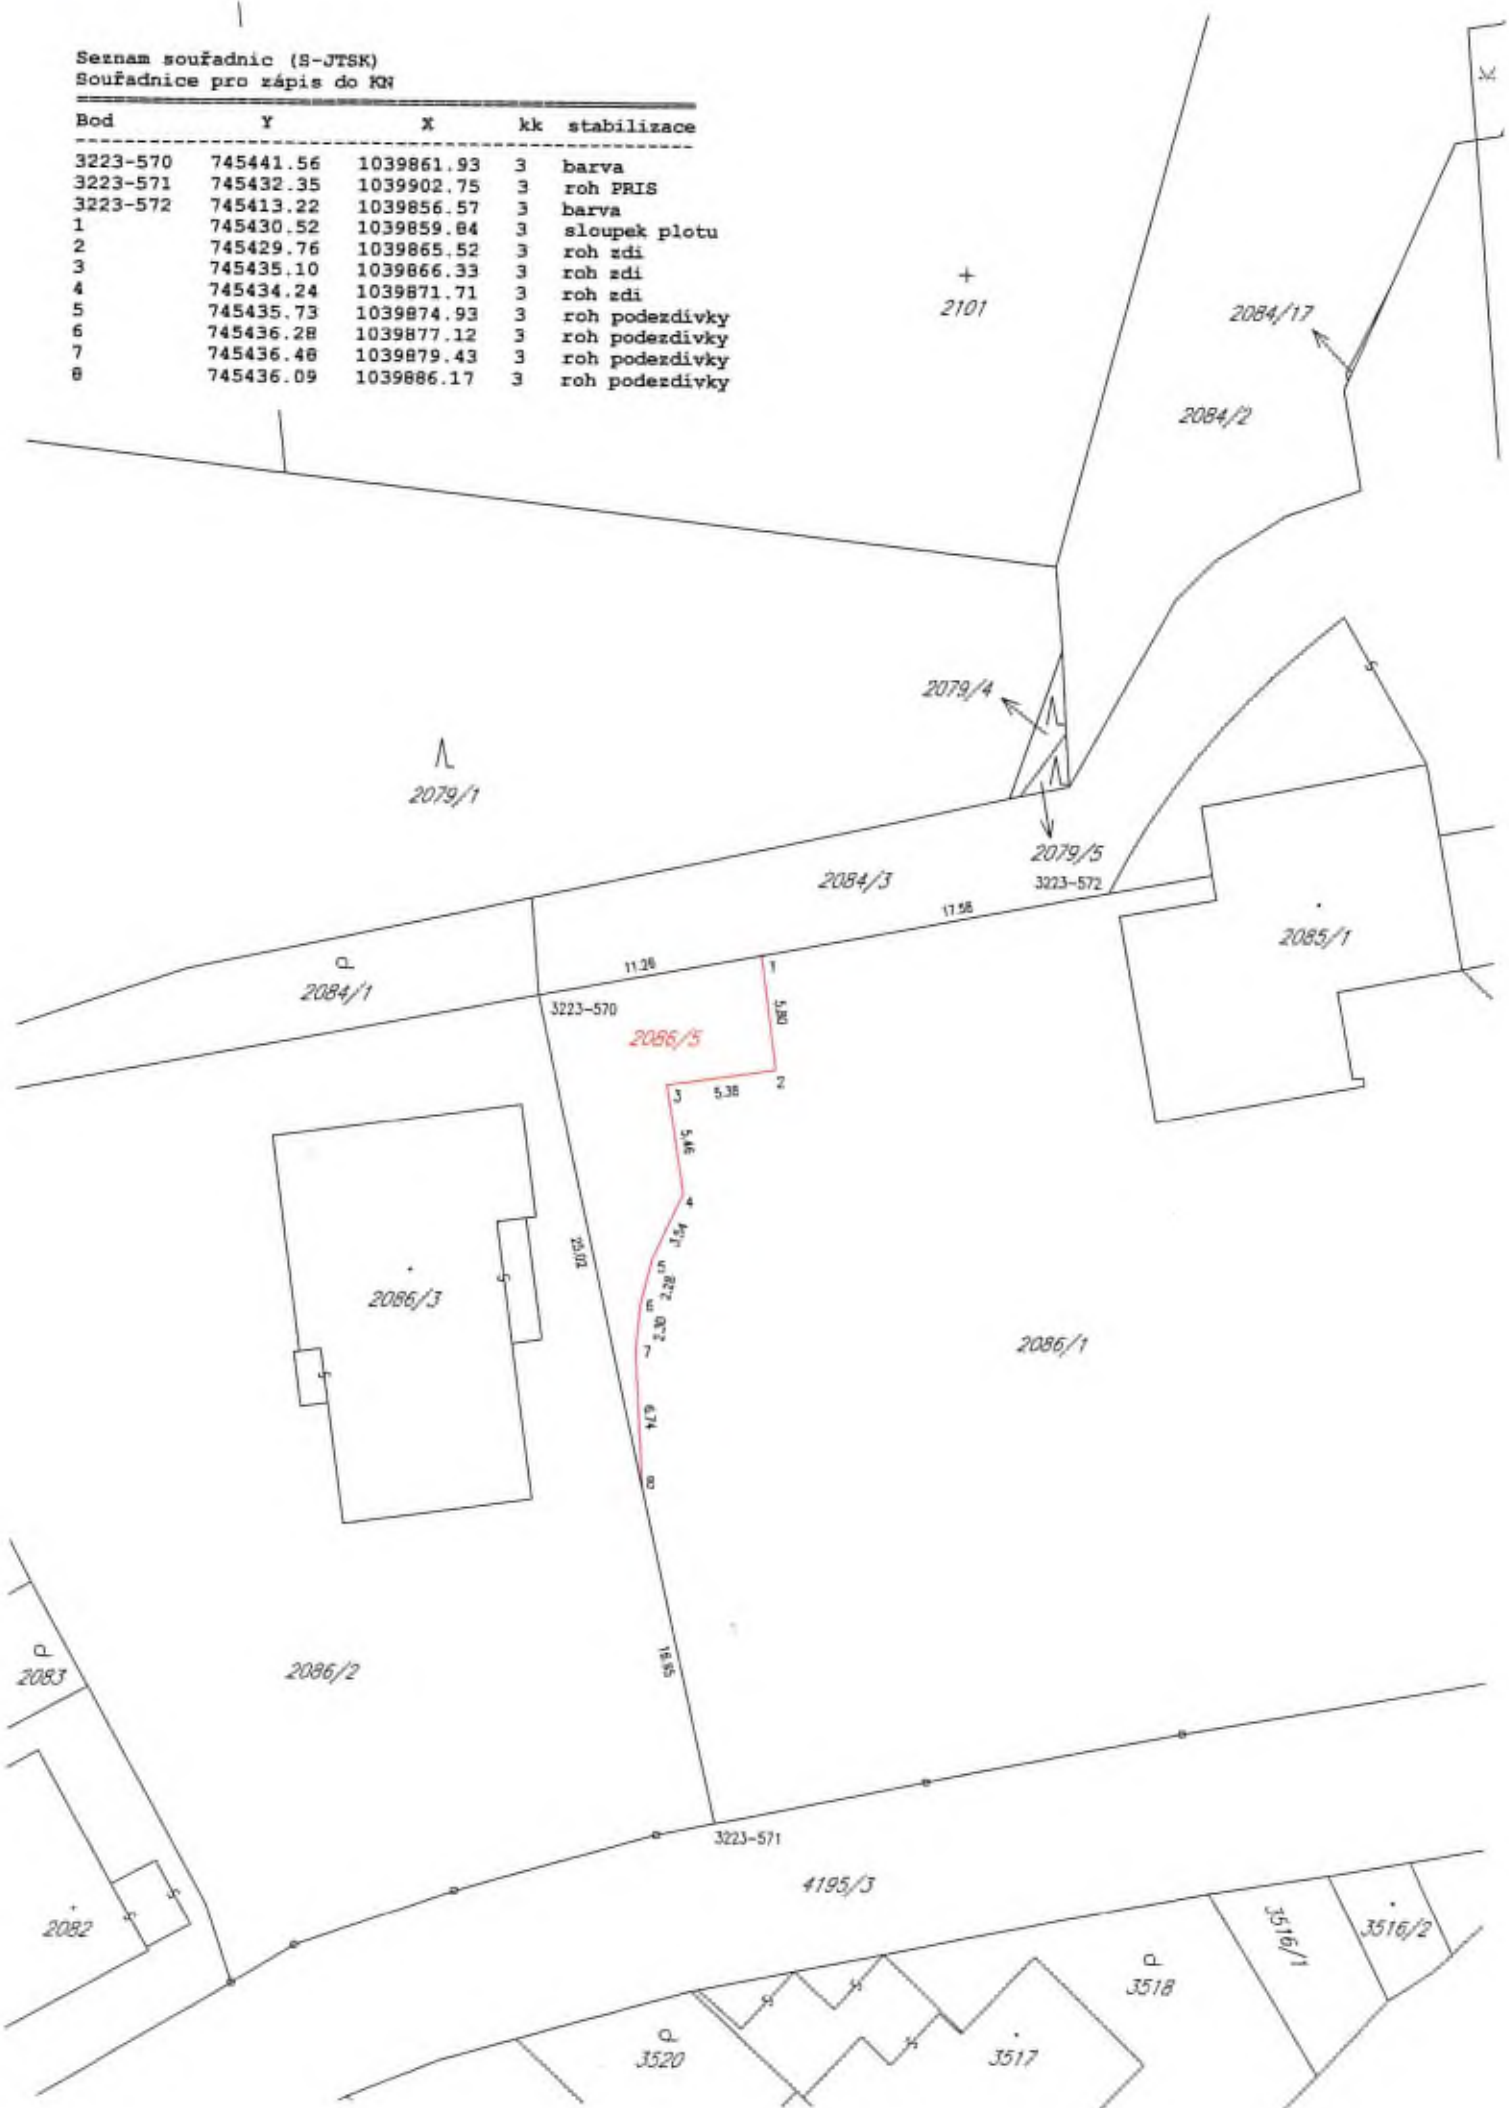 Seznam souřadnic (S-JTSK)
Souřadnice pro zápis do KN
Bod Y X kk stabilizace
3223-570 745441.56 1039861.93 3 barva
3223-571 745432.35 1039902.75 3 roh PRIS
3223-572 745413.22 1039856.57 3 barva
1 745430.52 1039859.84 3 sloupek plotu
2 745429.76 1039865.52 3 roh zdi
3 745435.10 1039866.33 3 roh zdi
4 745434.24 1039871.71 3 roh zdi
5 745435.73 1039874.93 3 roh podezdívky
6 745436.28 1039877.12 3 roh podezdívky
7 745436.48 1039879.43 3 roh podezdívky
8 745436.09 1039886.17 3 roh podezdívky
K
2101
2084/17
2084/2
2079/4
2079/1
2079/5
2084/3
3223-572
17.58
2085/1
2084/1
11.26
1
3223-570
5.80
2086/5
2
3
5.38
5.46
4
3.54
25.02
5
2.28
6
2.30
7
2086/3
2086/1
6.74
8
16.95
2083
2086/2
3223-571
4195/3
2082
3516/1
3516/2
3518
3520
3517